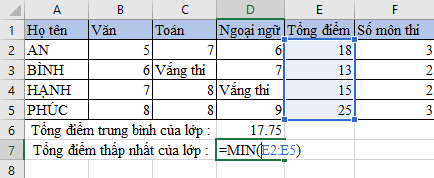 A B C D E F
1 Họ tên Văn Toán Ngoại ngữ Tổng điểm Số môn thi
2 AN 5 7 6 18 3
3 BÌNH 6 Vắng thi 7 13 2
4 HẠNH 7 8 Vắng thi 15 2
5 PHÚC 8 8 9 25 3
6 Tổng điểm trung bình của lớp : 17.75
7 Tổng điểm thấp nhất của lớp : =MIN(E2:E5)
8